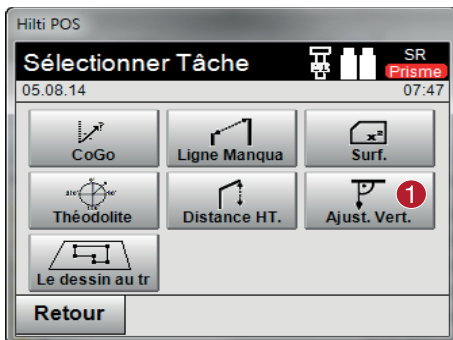 Hilti POS
Sélectionner Tâche
SR
Prisme
05.08.14
07:47
CoGo
Ligne Manqua
Surf.
Théodolite
Distance HT.
Ajust. Vert.
1
Le dessin au tr
Retour